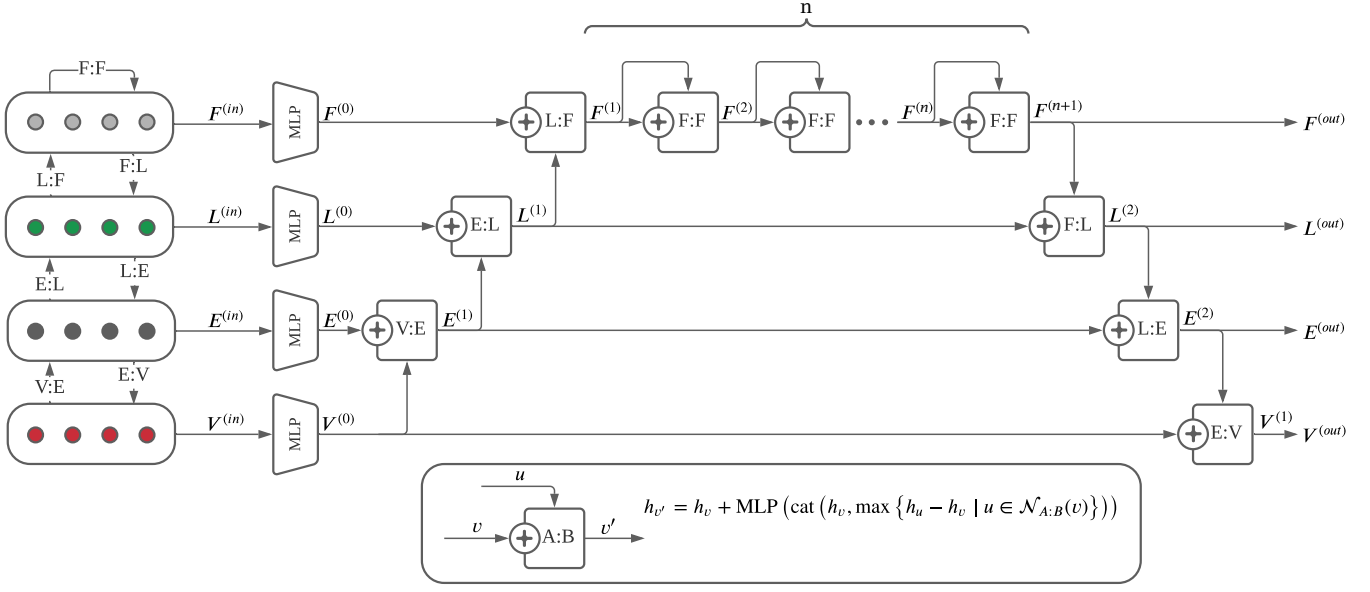 n
F:F
F^(in) MLP F^(0) L:F F^(1) F:F F^(2) F:F ••• F^(n) F:F F^(n+1) F^(out)
L:F F:L
L^(in) MLP L^(0) E:L L^(1) F:L L^(2) L^(out)
E:L L:E
E^(in) MLP E^(0) V:E E^(1) L:E E^(2) E^(out)
V:E E:V
V^(in) MLP V^(0) E:V V^(1) V^(out)
u
v A:B v′
h_v′ = h_v + MLP (cat (h_v, max {h_u − h_v | u ∈ 𝒩_A:B(v)}))